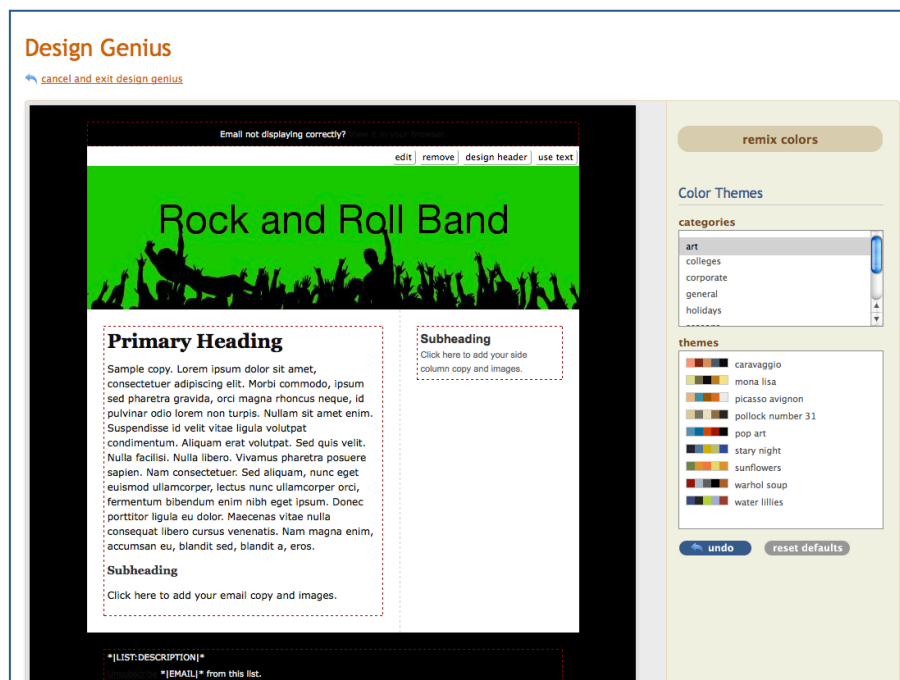 Design Genius
cancel and exit design genius
Email not displaying correctly? View it in your browser.
edit remove design header use text
Rock and Roll Band
Primary Heading
Sample copy. Lorem ipsum dolor sit amet,
consectetuer adipiscing elit. Morbi commodo, ipsum
sed pharetra gravida, orci magna rhoncus neque, id
pulvinar odio lorem non turpis. Nullam sit amet enim.
Suspendisse id velit vitae ligula volutpat
condimentum. Aliquam erat volutpat. Sed quis velit.
Nulla facilisi. Nulla libero. Vivamus pharetra posuere
sapien. Nam consectetuer. Sed aliquam, nunc eget
euismod ullamcorper, lectus nunc ullamcorper orci,
fermentum bibendum enim nibh eget ipsum. Donec
porttitor ligula eu dolor. Maecenas vitae nulla
consequat libero cursus venenatis. Nam magna enim,
accumsan eu, blandit sed, blandit a, eros.
Subheading
Click here to add your email copy and images.
Subheading
Click here to add your side
column copy and images.
*|LIST:DESCRIPTION|*
Unsubscribe *|EMAIL|* from this list.
remix colors
Color Themes
categories
art
colleges
corporate
general
holidays
themes
caravaggio
mona lisa
picasso avignon
pollock number 31
pop art
stary night
sunflowers
warhol soup
water lillies
undo reset defaults